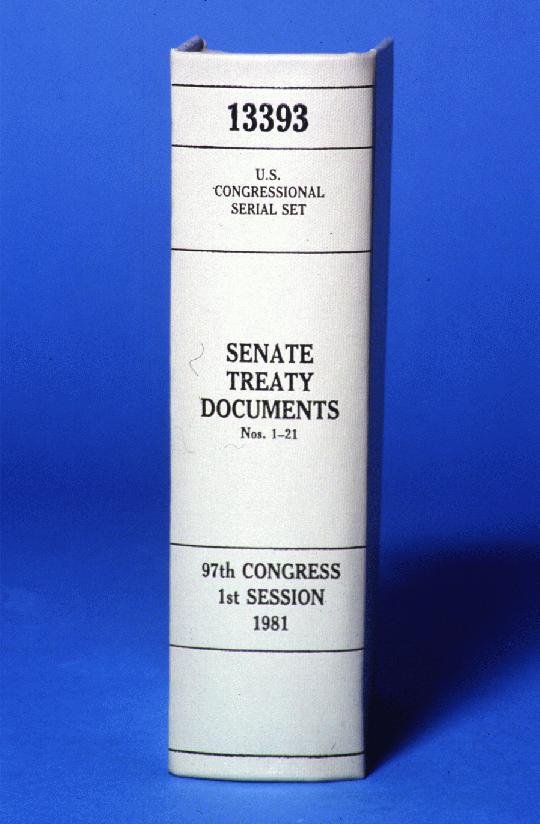 13393
U.S.
CONGRESSIONAL
SERIAL SET
SENATE
TREATY
DOCUMENTS
Nos. 1–21
97th CONGRESS
1st SESSION
1981